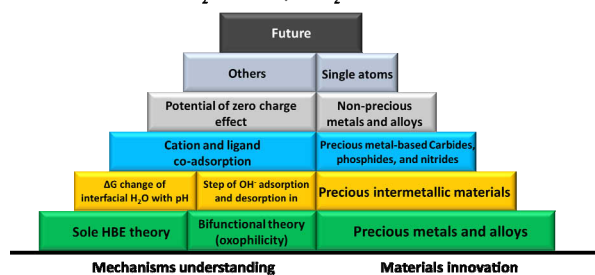 Future
Others
Single atoms
Potential of zero charge
effect
Non-precious
metals and alloys
Cation and ligand
co-adsorption
Precious metal-based Carbides,
phosphides, and nitrides
ΔG change of
interfacial H₂O with pH
Step of OH⁻ adsorption
and desorption in
Precious intermetallic materials
Sole HBE theory
Bifunctional theory
(oxophilicity)
Precious metals and alloys
Mechanisms understanding
Materials innovation